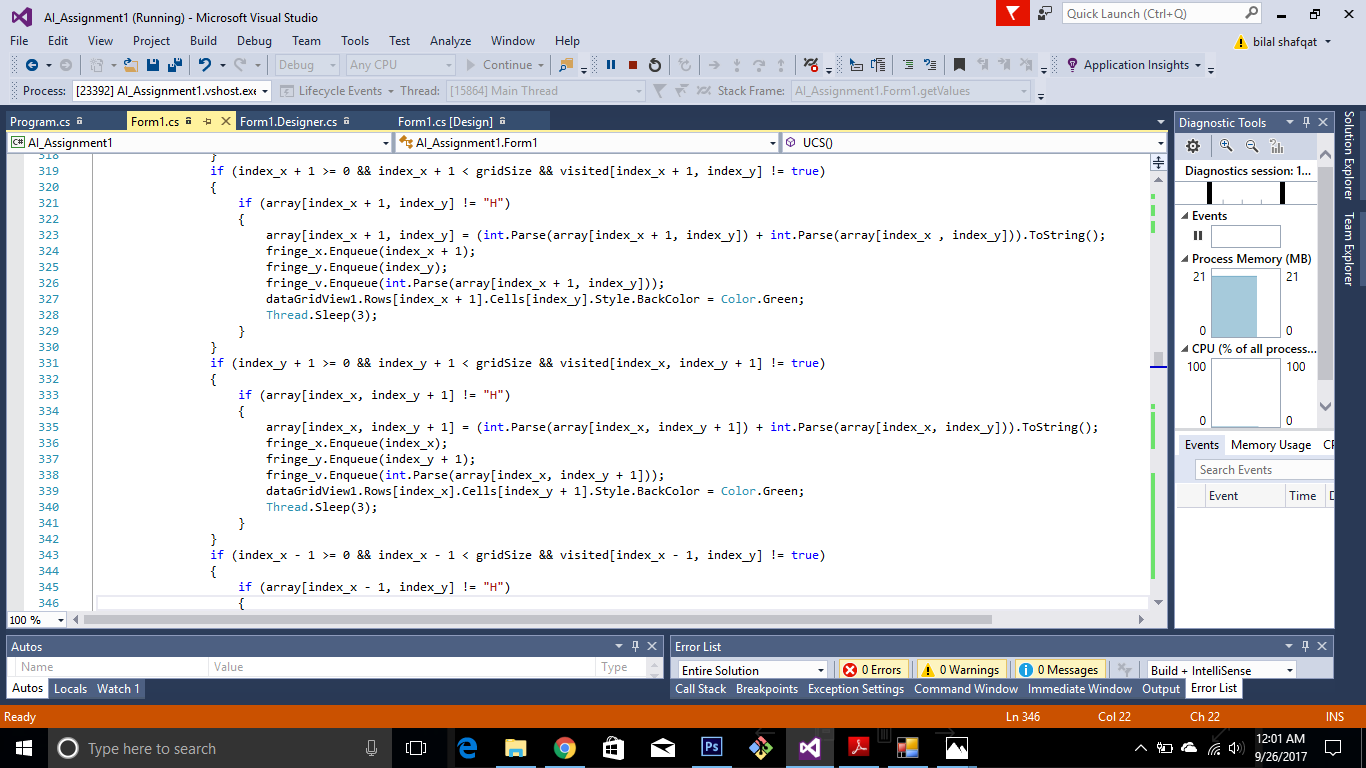 AI_Assignment1 (Running) - Microsoft Visual Studio
Quick Launch (Ctrl+Q)
File Edit View Project Build Debug Team Tools Test Analyze Window Help
bilal shafqat
Debug Any CPU Continue Application Insights
Process: [23392] AI_Assignment1.vshost.exe Lifecycle Events Thread: [15864] Main Thread Stack Frame: AI_Assignment1.Form1.getValues
Program.cs Form1.cs Form1.Designer.cs Form1.cs [Design]
C# AI_Assignment1 AI_Assignment1.Form1 UCS()
318 }
319 if (index_x + 1 >= 0 && index_x + 1 < gridSize && visited[index_x + 1, index_y] != true)
320 {
321 if (array[index_x + 1, index_y] != "H")
322 {
323 array[index_x + 1, index_y] = (int.Parse(array[index_x + 1, index_y]) + int.Parse(array[index_x , index_y])).ToString();
324 fringe_x.Enqueue(index_x + 1);
325 fringe_y.Enqueue(index_y);
326 fringe_v.Enqueue(int.Parse(array[index_x + 1, index_y]));
327 dataGridView1.Rows[index_x + 1].Cells[index_y].Style.BackColor = Color.Green;
328 Thread.Sleep(3);
329 }
330 }
331 if (index_y + 1 >= 0 && index_y + 1 < gridSize && visited[index_x, index_y + 1] != true)
332 {
333 if (array[index_x, index_y + 1] != "H")
334 {
335 array[index_x, index_y + 1] = (int.Parse(array[index_x, index_y + 1]) + int.Parse(array[index_x, index_y])).ToString();
336 fringe_x.Enqueue(index_x);
337 fringe_y.Enqueue(index_y + 1);
338 fringe_v.Enqueue(int.Parse(array[index_x, index_y + 1]));
339 dataGridView1.Rows[index_x].Cells[index_y + 1].Style.BackColor = Color.Green;
340 Thread.Sleep(3);
341 }
342 }
343 if (index_x - 1 >= 0 && index_x - 1 < gridSize && visited[index_x - 1, index_y] != true)
344 {
345 if (array[index_x - 1, index_y] != "H")
346 {
100 %
Diagnostic Tools
Diagnostics session: 1...
Events
Process Memory (MB)
21 21
0 0
CPU (% of all process...
100 100
0 0
Events Memory Usage CP
Search Events
Event Time D
Solution Explorer
Team Explorer
Autos
Name Value Type
Autos Locals Watch 1
Error List
Entire Solution 0 Errors 0 Warnings 0 Messages Build + IntelliSense
Call Stack Breakpoints Exception Settings Command Window Immediate Window Output Error List
Ready Ln 346 Col 22 Ch 22 INS
Type here to search
Ps
12:01 AM
9/26/2017